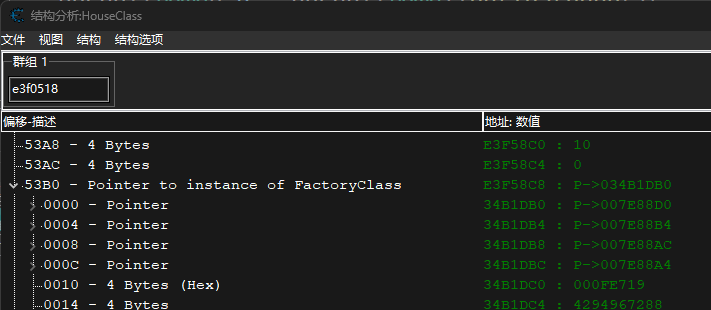 结构分析:HouseClass
文件 视图 结构 结构选项
群组 1
e3f0518
偏移-描述 地址: 数值
53A8 - 4 Bytes E3F58C0 : 10
53AC - 4 Bytes E3F58C4 : 0
53B0 - Pointer to instance of FactoryClass E3F58C8 : P->034B1DB0
0000 - Pointer 34B1DB0 : P->007E88D0
0004 - Pointer 34B1DB4 : P->007E88B4
0008 - Pointer 34B1DB8 : P->007E88AC
000C - Pointer 34B1DBC : P->007E88A4
0010 - 4 Bytes (Hex) 34B1DC0 : 000FE719
0014 - 4 Bytes 34B1DC4 : 4294967288